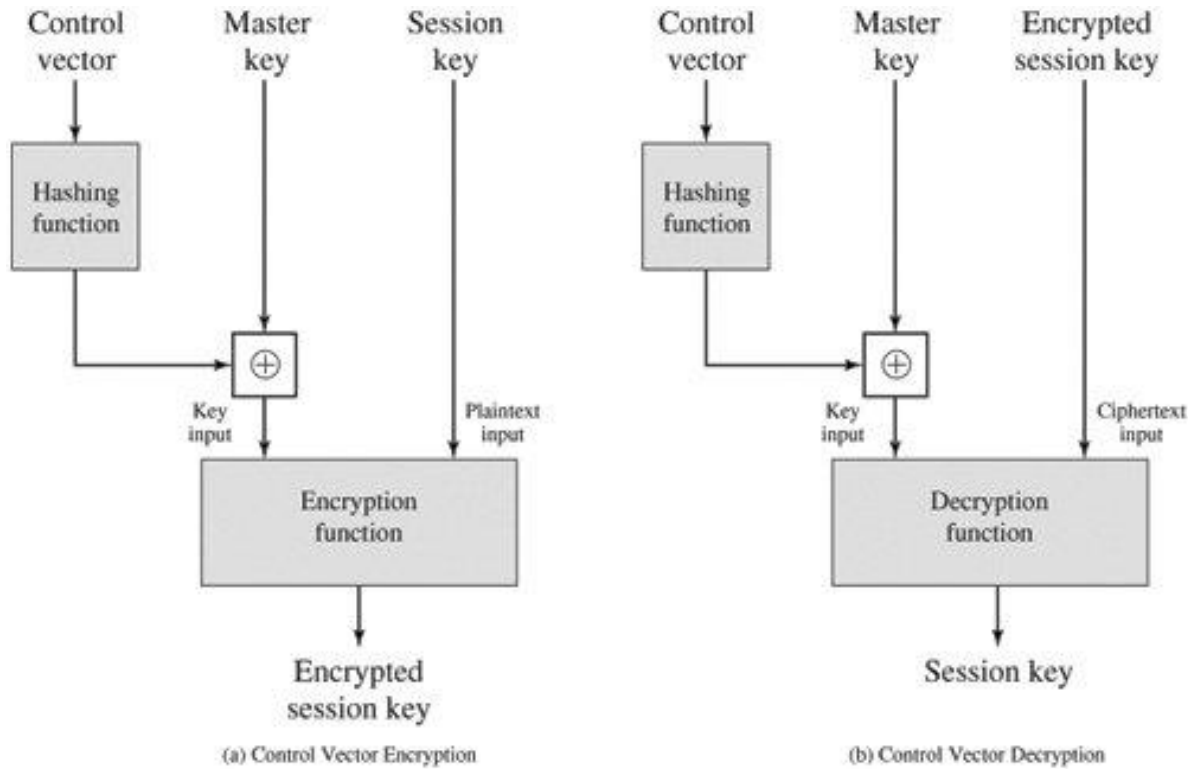 Control
vector
Master
key
Session
key
Hashing
function
Key
input
Plaintext
input
Encryption
function
Encrypted
session key
(a) Control Vector Encryption
Control
vector
Master
key
Encrypted
session key
Hashing
function
Key
input
Ciphertext
input
Decryption
function
Session key
(b) Control Vector Decryption